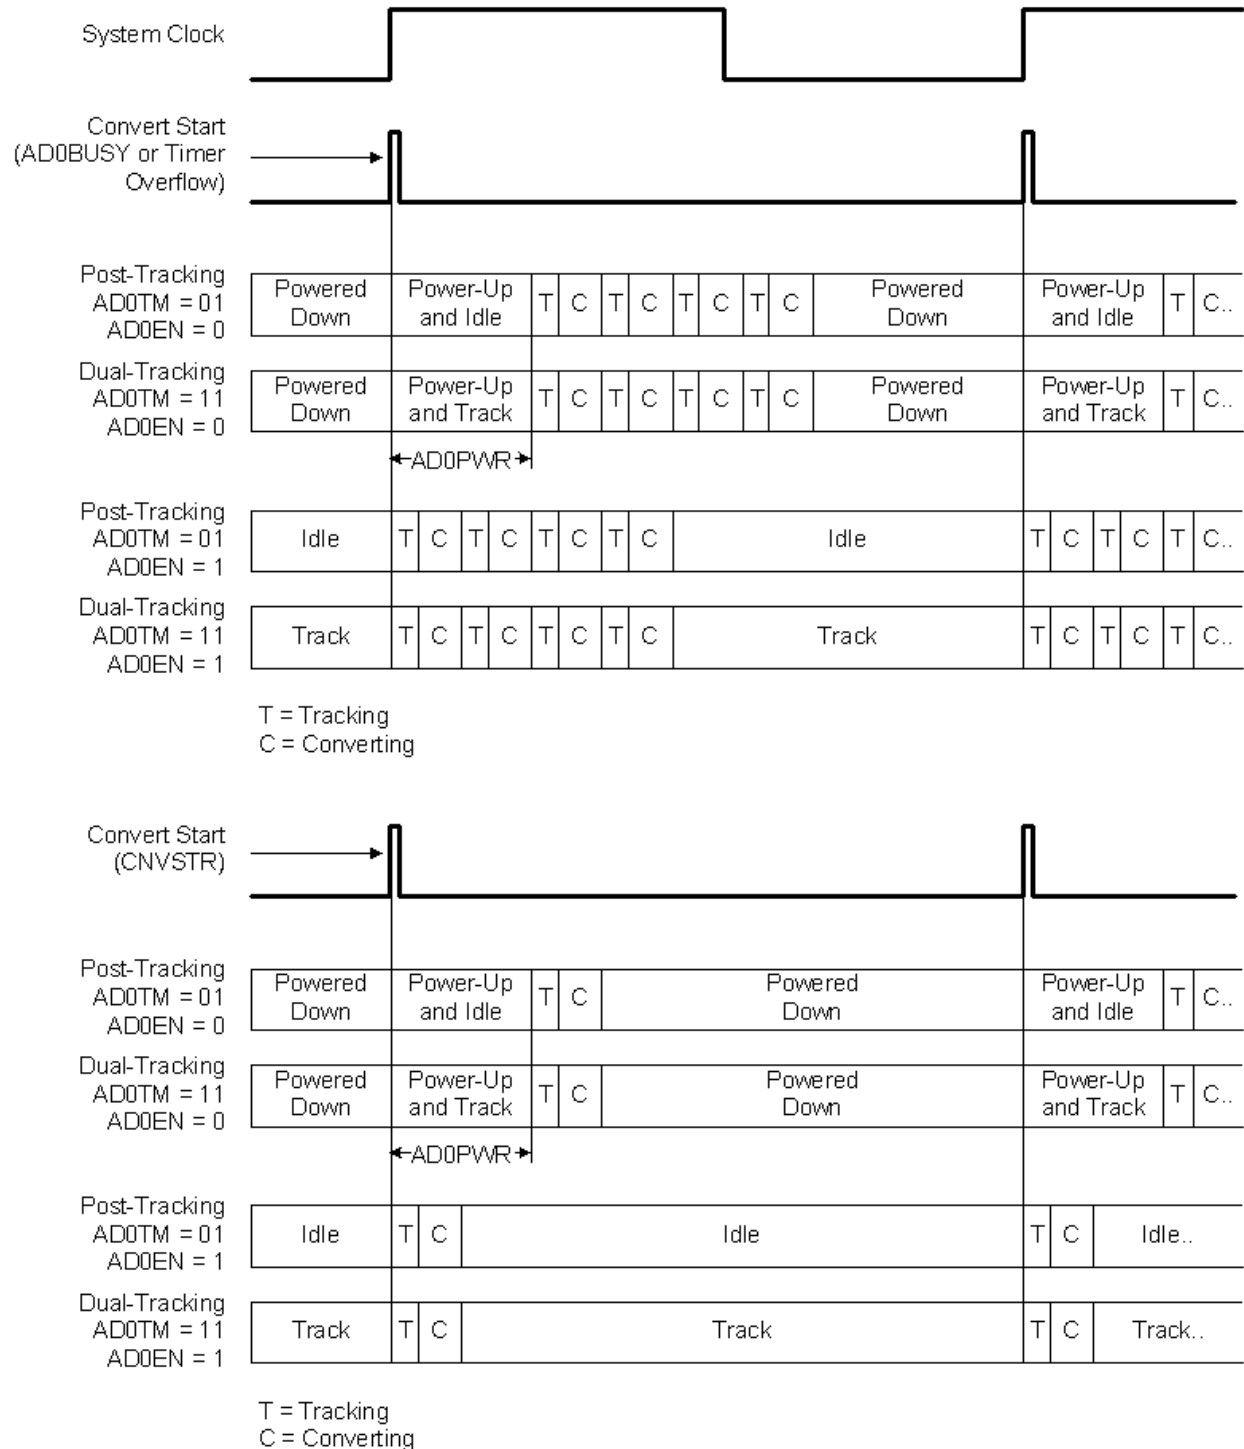 System Clock
Convert Start
(AD0BUSY or Timer
Overflow)
Post-Tracking
AD0TM = 01
AD0EN = 0
Powered
Down
Power-Up
and Idle
T C T C T C T C
Powered
Down
Power-Up
and Idle
T C..
Dual-Tracking
AD0TM = 11
AD0EN = 0
Powered
Down
Power-Up
and Track
T C T C T C T C
Powered
Down
Power-Up
and Track
T C..
AD0PWR
Post-Tracking
AD0TM = 01
AD0EN = 1
Idle T C T C T C T C Idle T C T C T C..
Dual-Tracking
AD0TM = 11
AD0EN = 1
Track T C T C T C T C Track T C T C T C..
T = Tracking
C = Converting
Convert Start
(CNVSTR)
Post-Tracking
AD0TM = 01
AD0EN = 0
Powered
Down
Power-Up
and Idle
T C
Powered
Down
Power-Up
and Idle
T C..
Dual-Tracking
AD0TM = 11
AD0EN = 0
Powered
Down
Power-Up
and Track
T C
Powered
Down
Power-Up
and Track
T C..
AD0PWR
Post-Tracking
AD0TM = 01
AD0EN = 1
Idle T C Idle T C Idle..
Dual-Tracking
AD0TM = 11
AD0EN = 1
Track T C Track T C Track..
T = Tracking
C = Converting